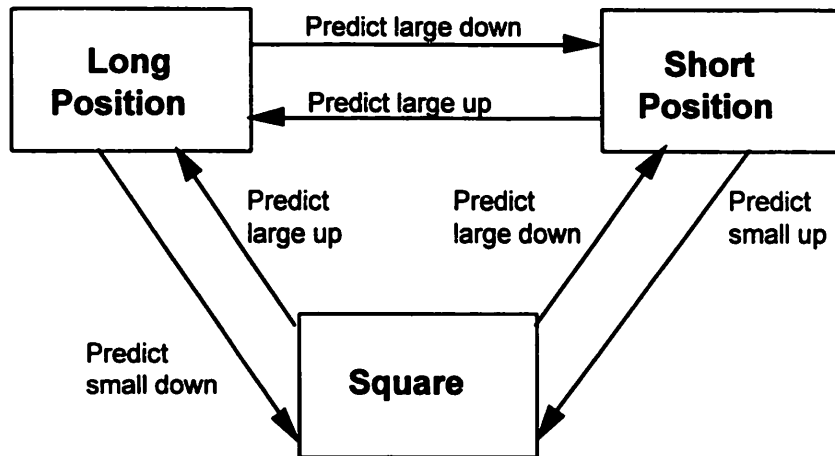 Predict large down
Long
Position
Short
Position
Predict large up
Predict
large up
Predict
large down
Predict
small up
Predict
small down
Square